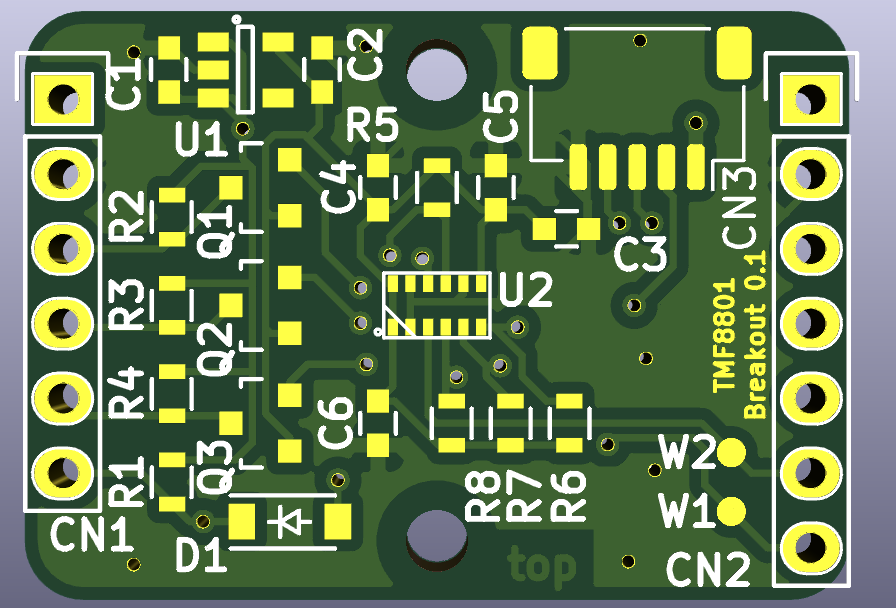 C1
C2
U1
R5
C5
C4
R2
Q1
CN3
C3
U2
R3
Q2
TMF8801
Breakout 0.1
R4
C6
R1
Q3
R8
R7
R6
W2
W1
CN1
D1
top
CN2